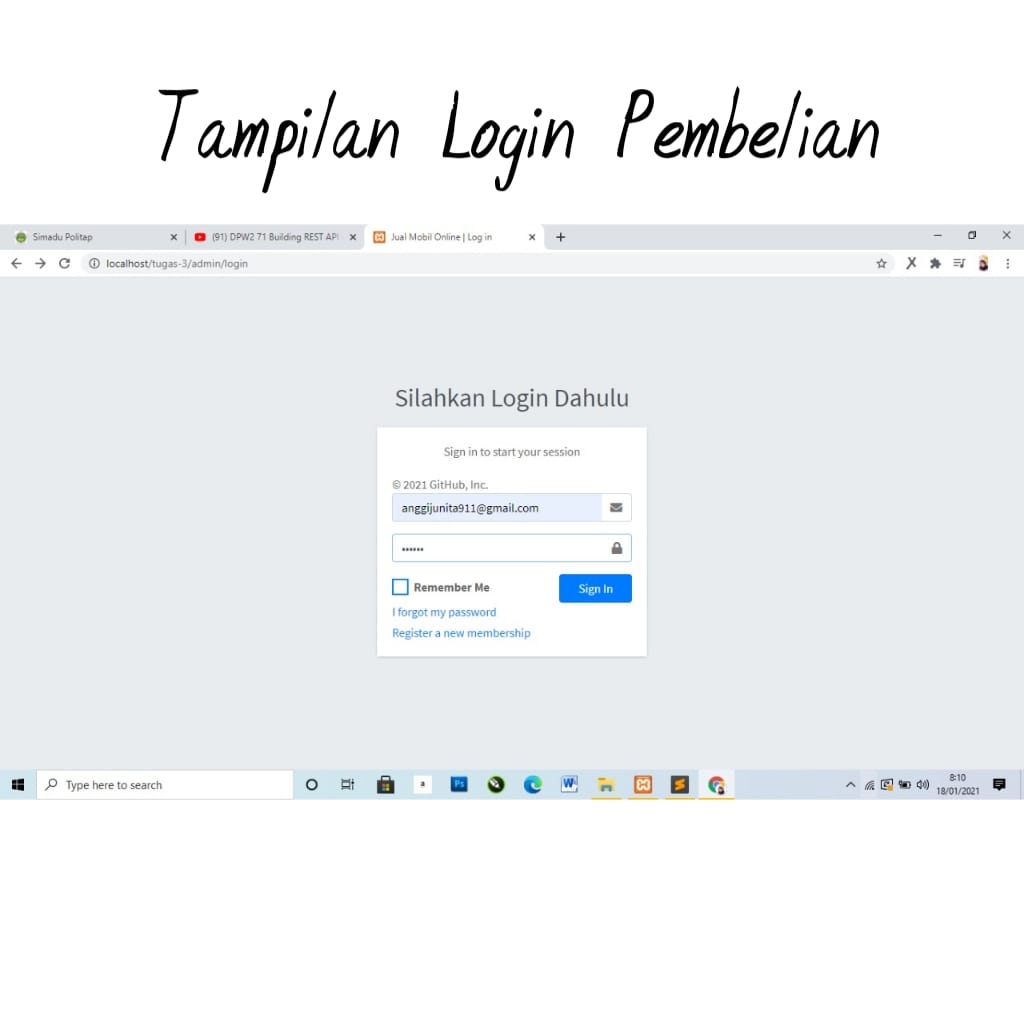 Tampilan Login Pembelian
Simadu Politap
(91) DPW2 71 Building REST API
Jual Mobil Online | Log in
localhost/tugas-3/admin/login
Silahkan Login Dahulu
Sign in to start your session
© 2021 GitHub, Inc.
anggijunita911@gmail.com
••••••
Remember Me
Sign In
I forgot my password
Register a new membership
Type here to search
a
Ps
W
8:10
18/01/2021